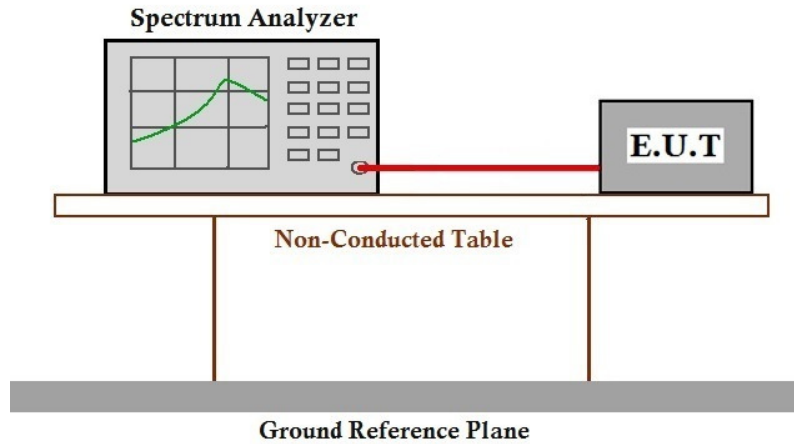 Spectrum Analyzer
E.U.T
Non-Conducted Table
Ground Reference Plane